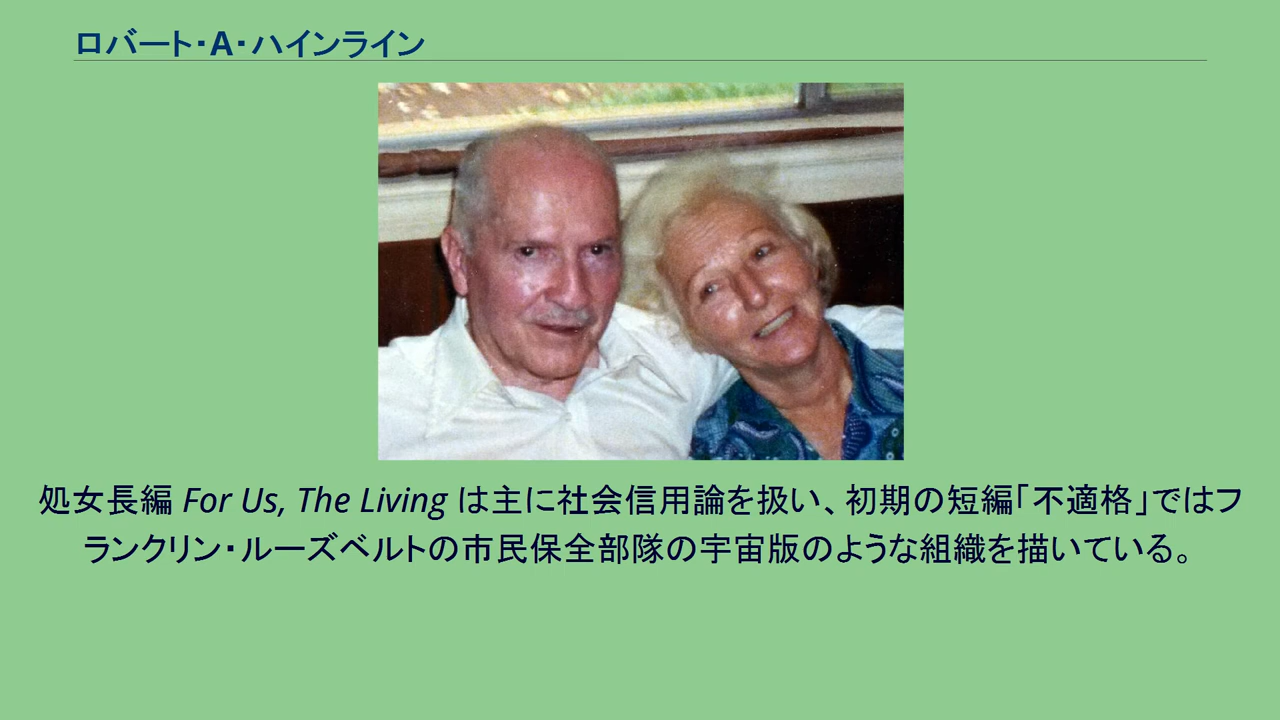 ロバート・A・ハインライン
処女長編 For Us, The Living は主に社会信用論を扱い、初期の短編「不適格」ではフ
ランクリン・ルーズベルトの市民保全部隊の宇宙版のような組織を描いている。